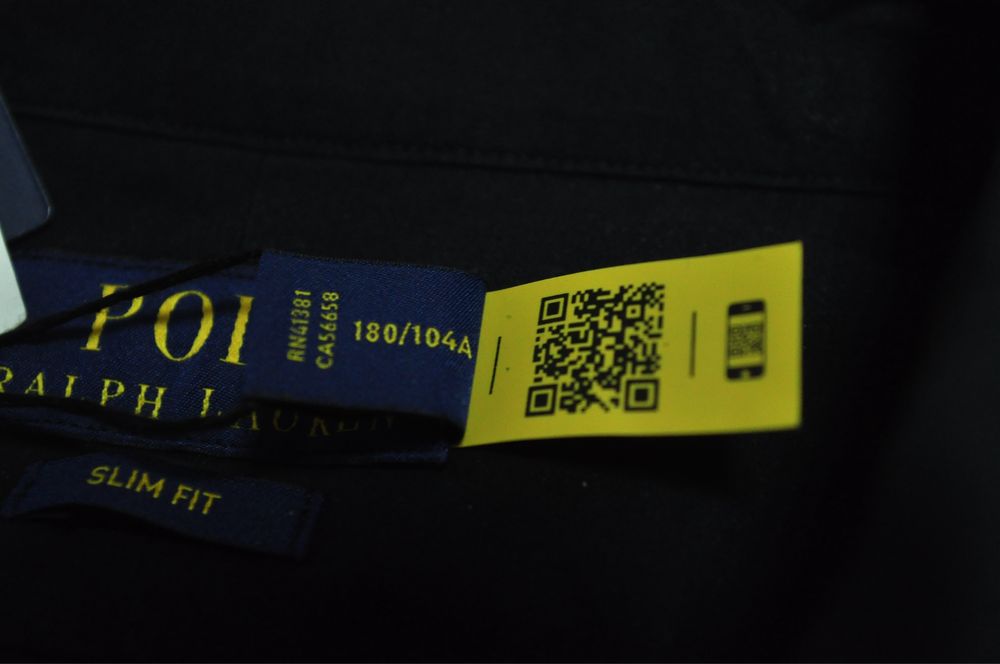 POL
RALPH LAUREN
RN41381
CA56658
180/104A
SLIM FIT